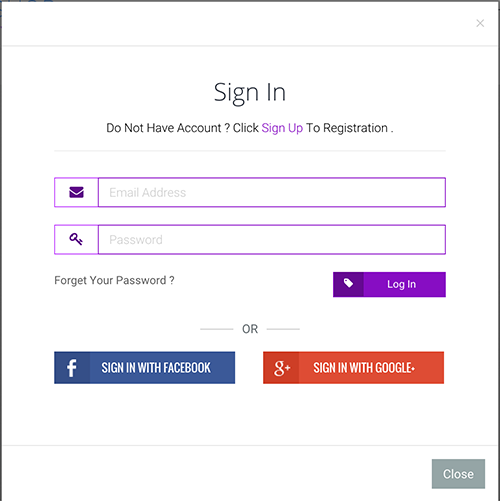 ×
Sign In
Do Not Have Account ? Click Sign Up To Registration .
Email Address
Password
Forget Your Password ?
Log In
OR
f SIGN IN WITH FACEBOOK
g+ SIGN IN WITH GOOGLE+
Close